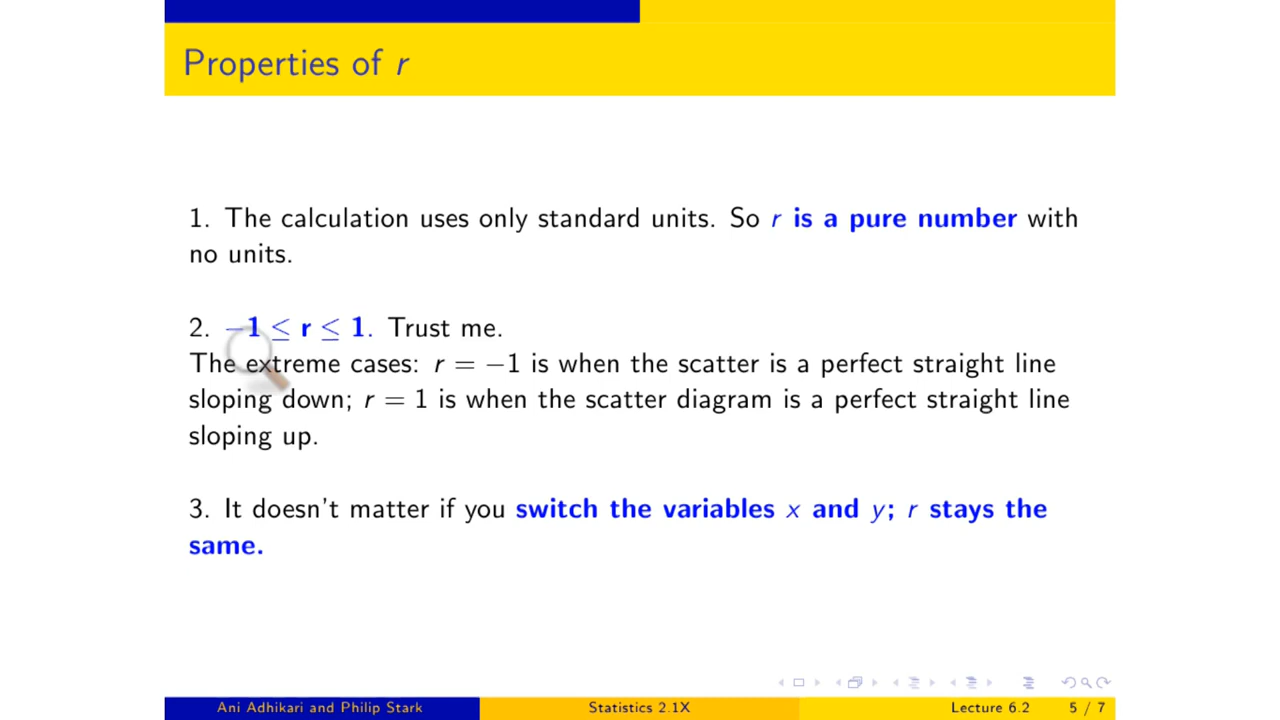 Properties of r
1. The calculation uses only standard units. So r is a pure number with
no units.
2. −1 ≤ r ≤ 1. Trust me.
The extreme cases: r = −1 is when the scatter is a perfect straight line
sloping down; r = 1 is when the scatter diagram is a perfect straight line
sloping up.
3. It doesn't matter if you switch the variables x and y; r stays the
same.
Ani Adhikari and Philip Stark Statistics 2.1X Lecture 6.2 5 / 7